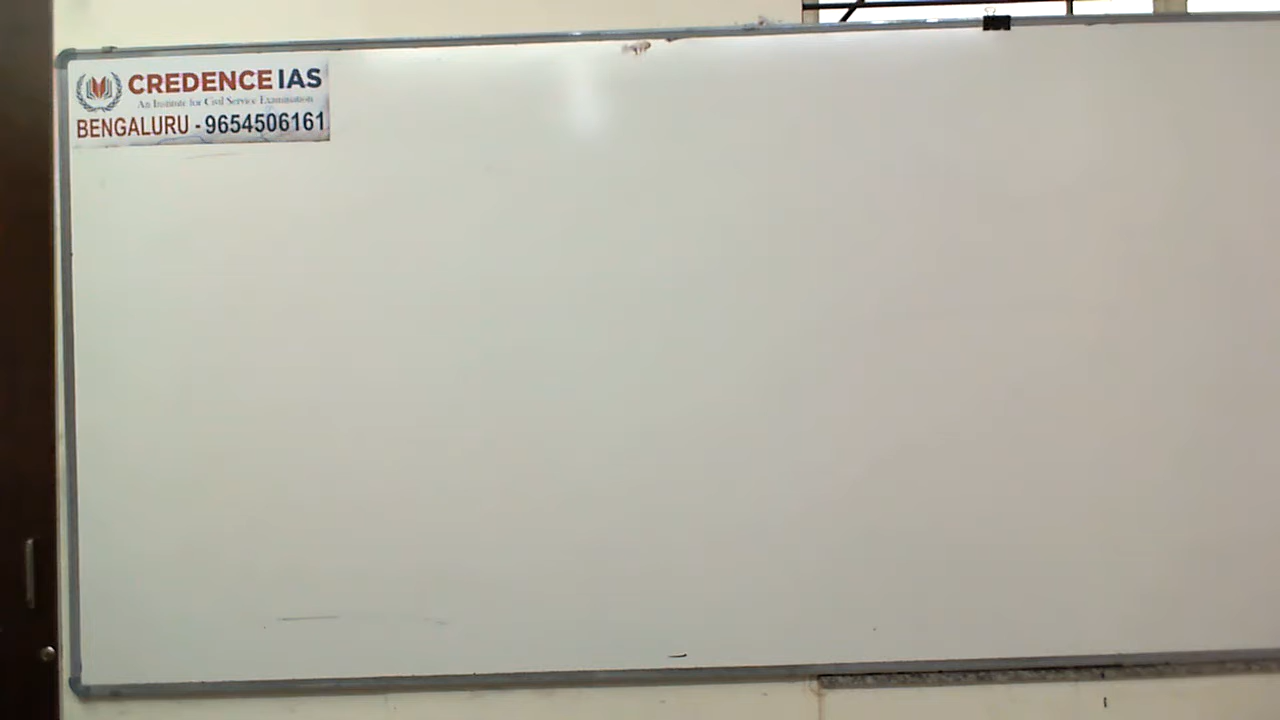 CREDENCE IAS
An Institute for Civil Service Examination
BENGALURU - 9654506161